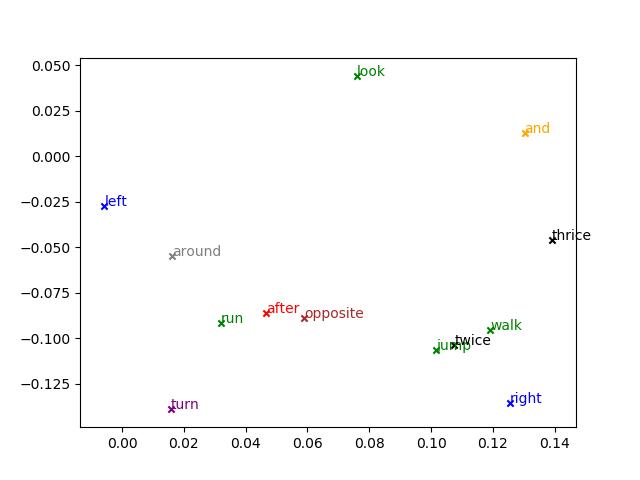 0.050
0.025
0.000
−0.025
−0.050
−0.075
−0.100
−0.125
look
and
left
thrice
around
after
opposite
run
walk
twice
jump
right
turn
0.00 0.02 0.04 0.06 0.08 0.10 0.12 0.14